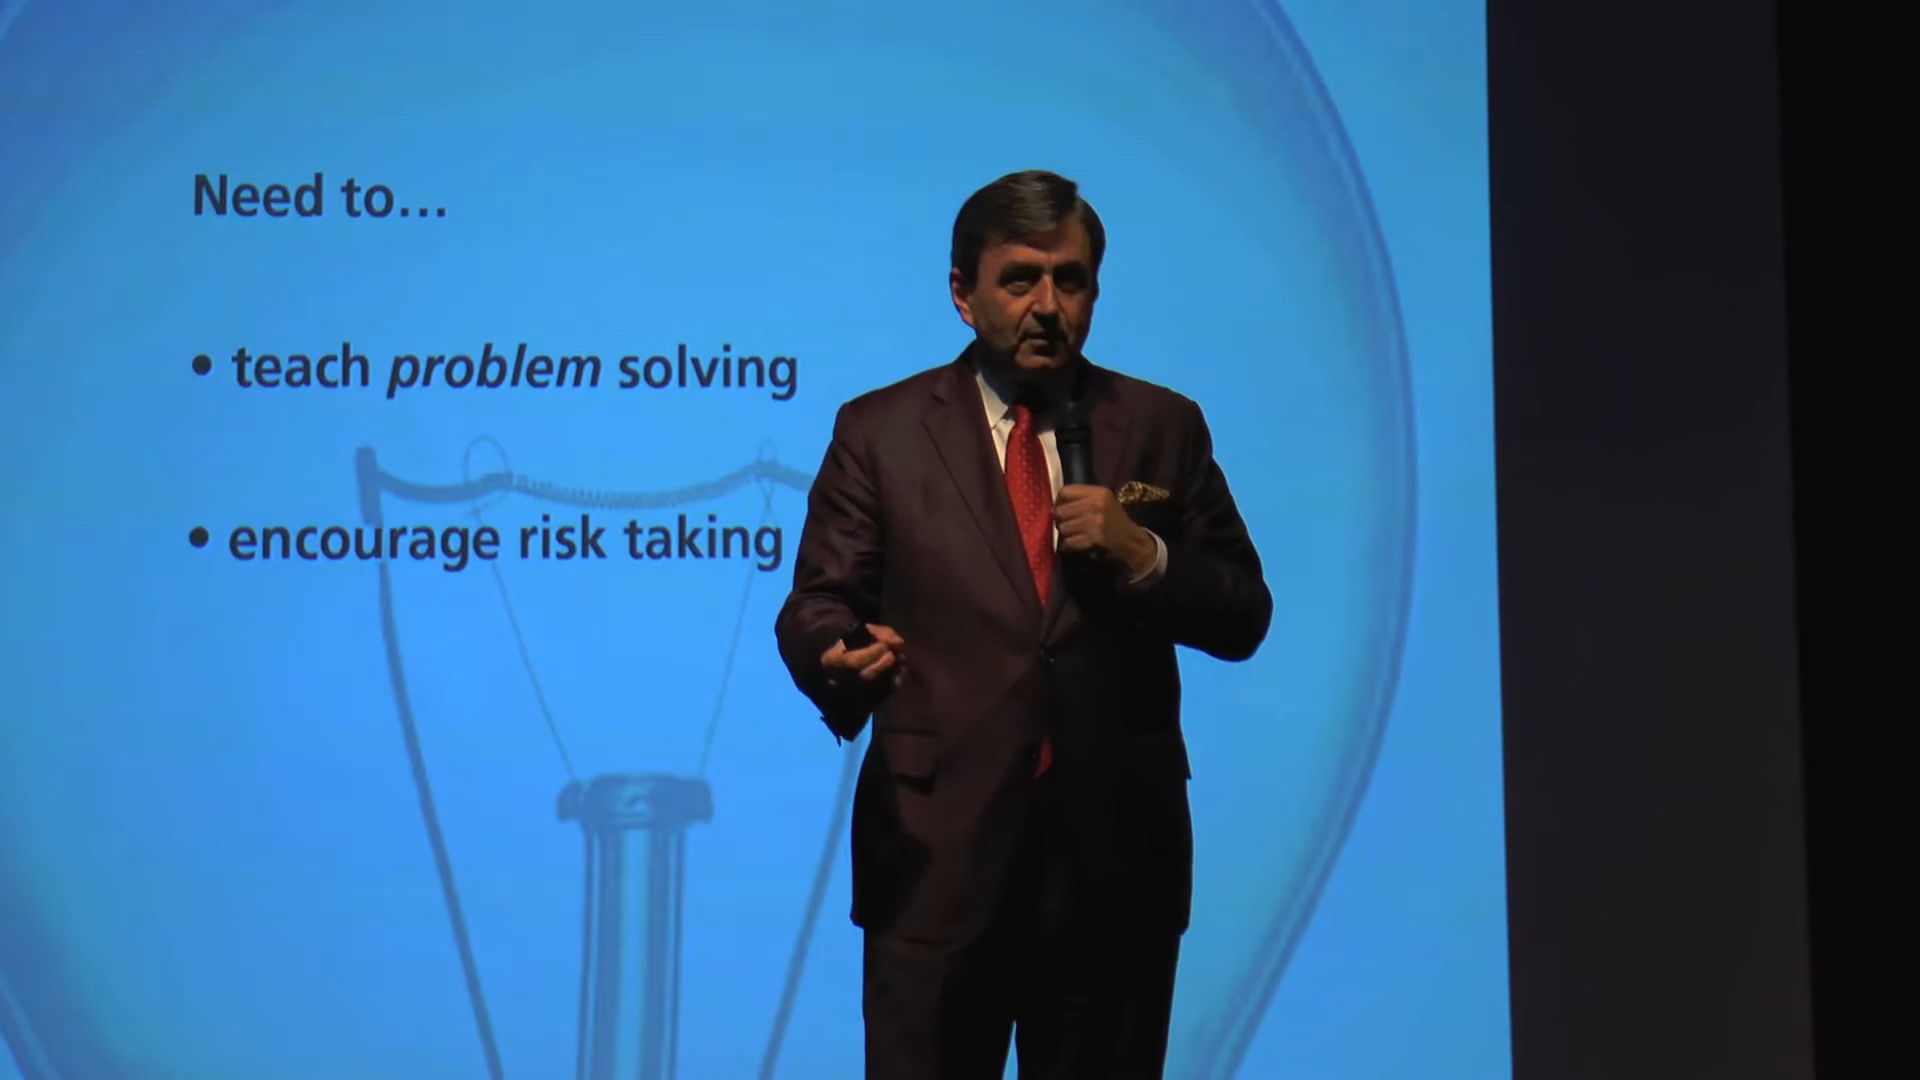 Need to...
• teach problem solving
• encourage risk taking